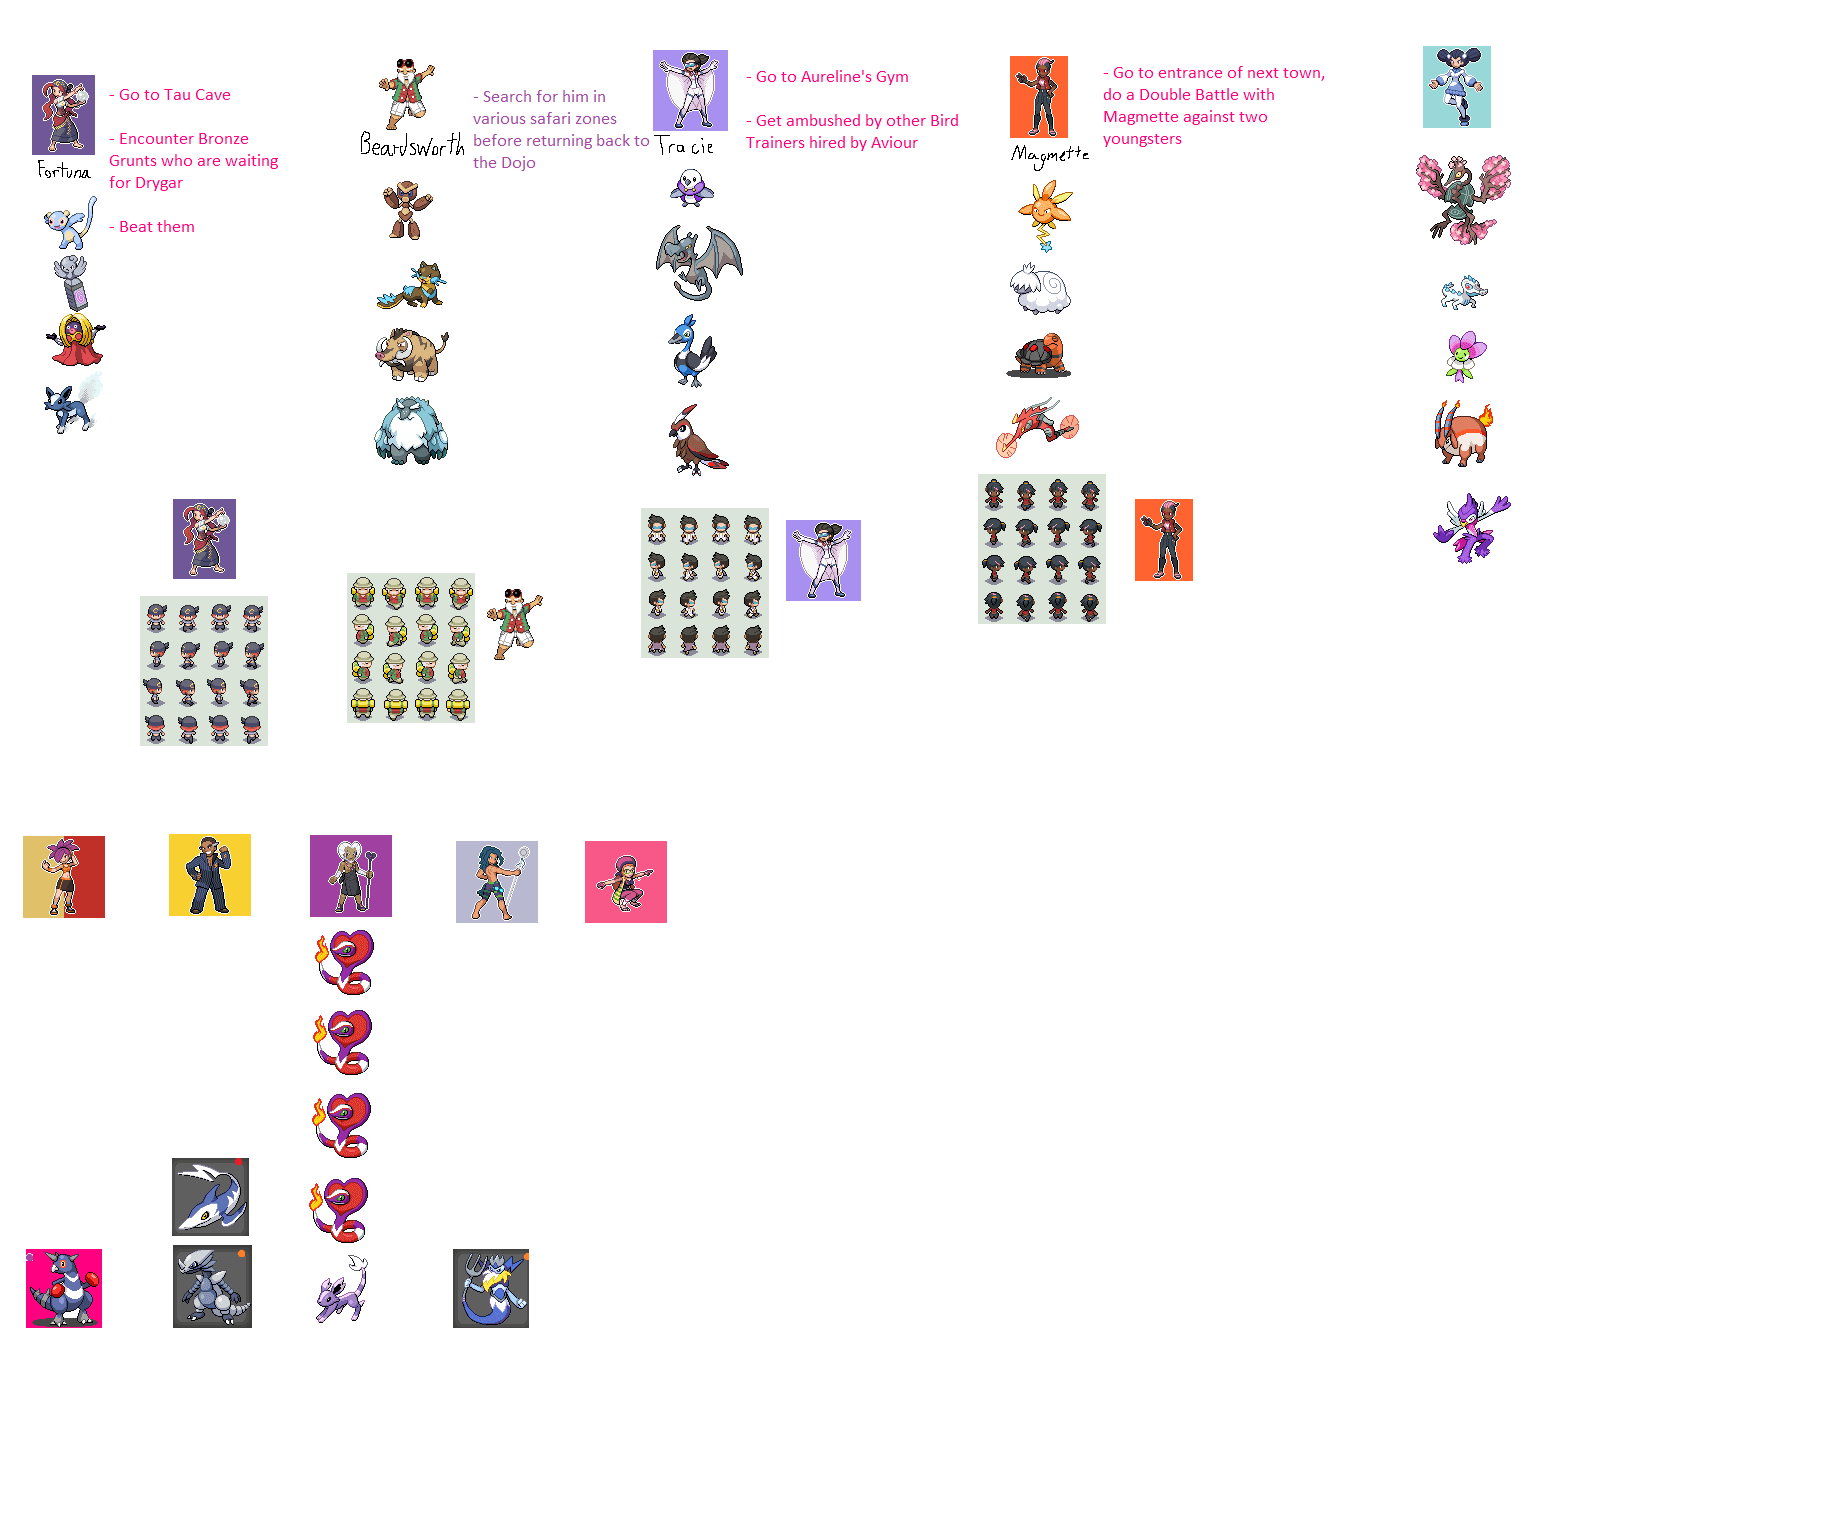 - Go to Tau Cave
- Encounter Bronze
Grunts who are waiting
for Drygar
- Beat them
Fortuna
- Search for him in
various safari zones
before returning back to
the Dojo
Beardsworth
- Go to Aureline's Gym
- Get ambushed by other Bird
Trainers hired by Aviour
Tracie
- Go to entrance of next town,
do a Double Battle with
Magmette against two
youngsters
Magmette